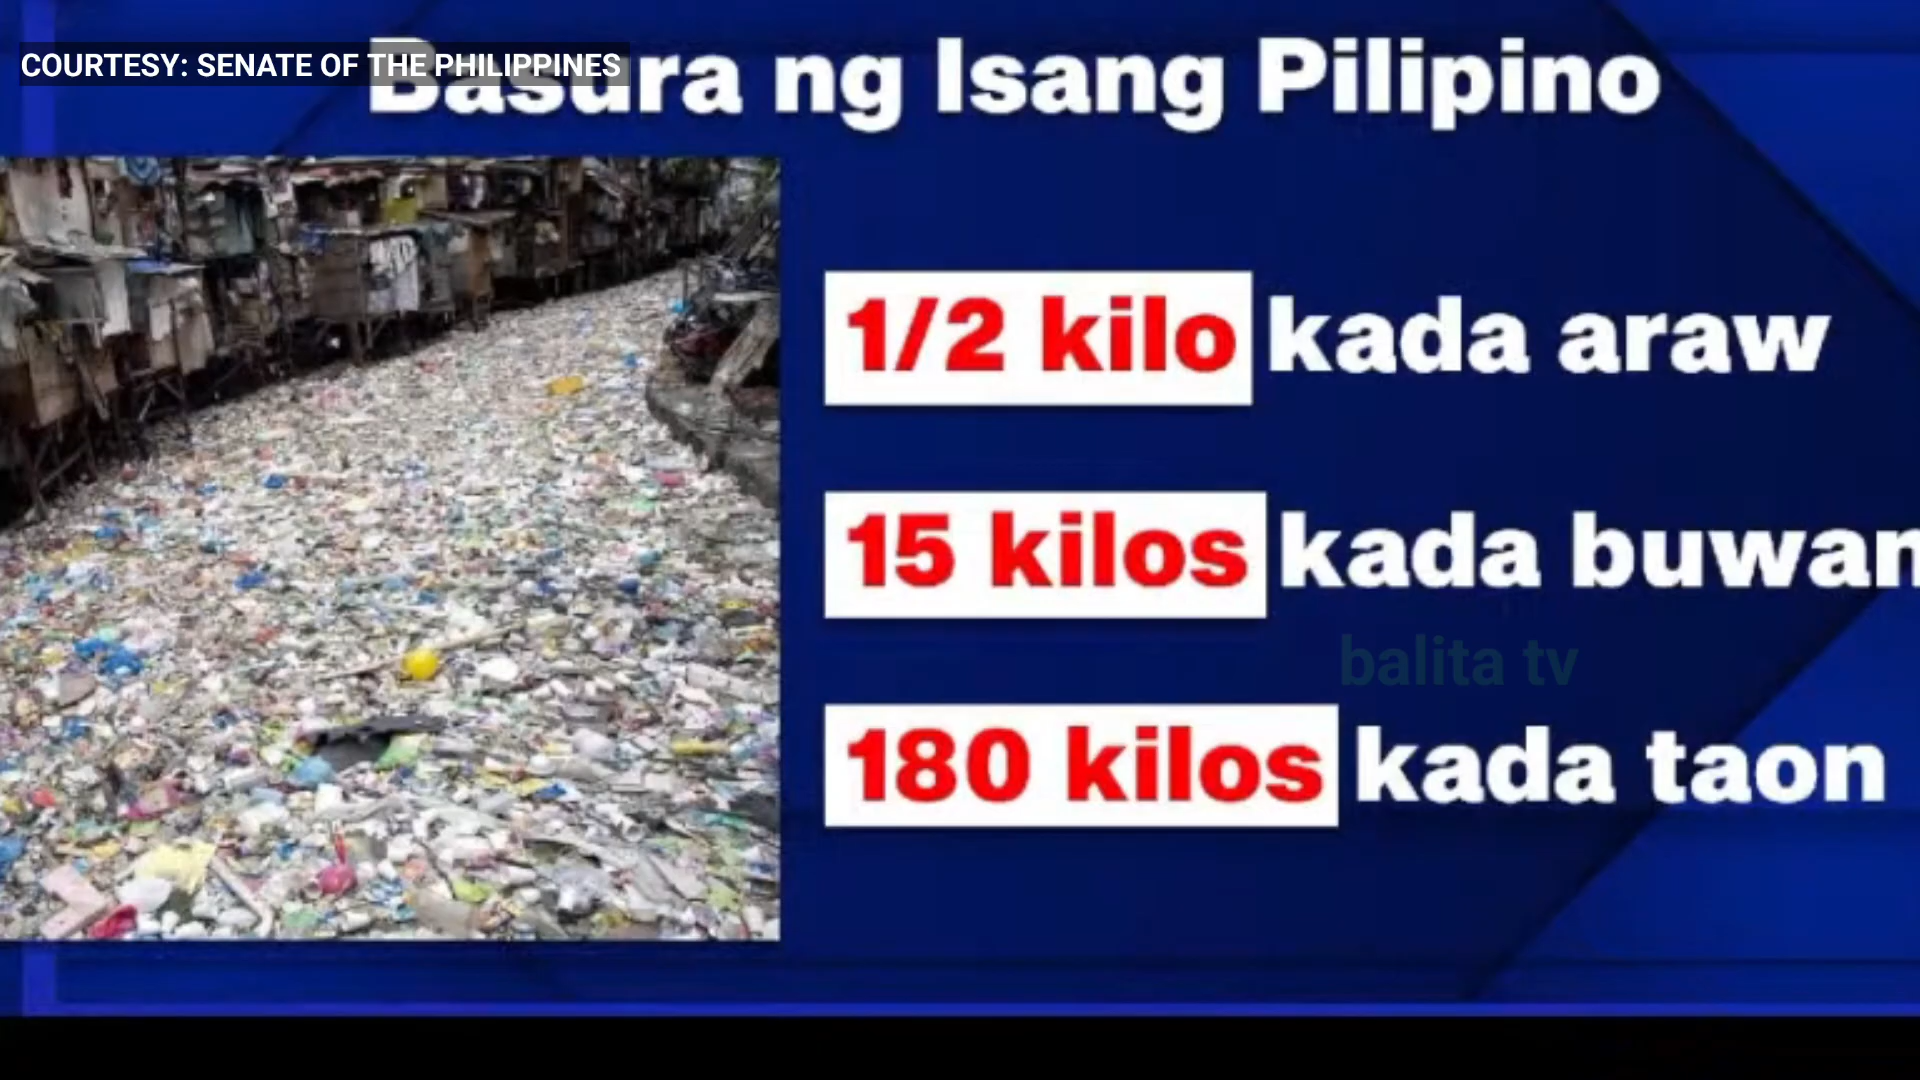 COURTESY: SENATE OF THE PHILIPPINES
Basura ng Isang Pilipino
1/2 kilo kada araw
15 kilos kada buwan
balita tv
180 kilos kada taon